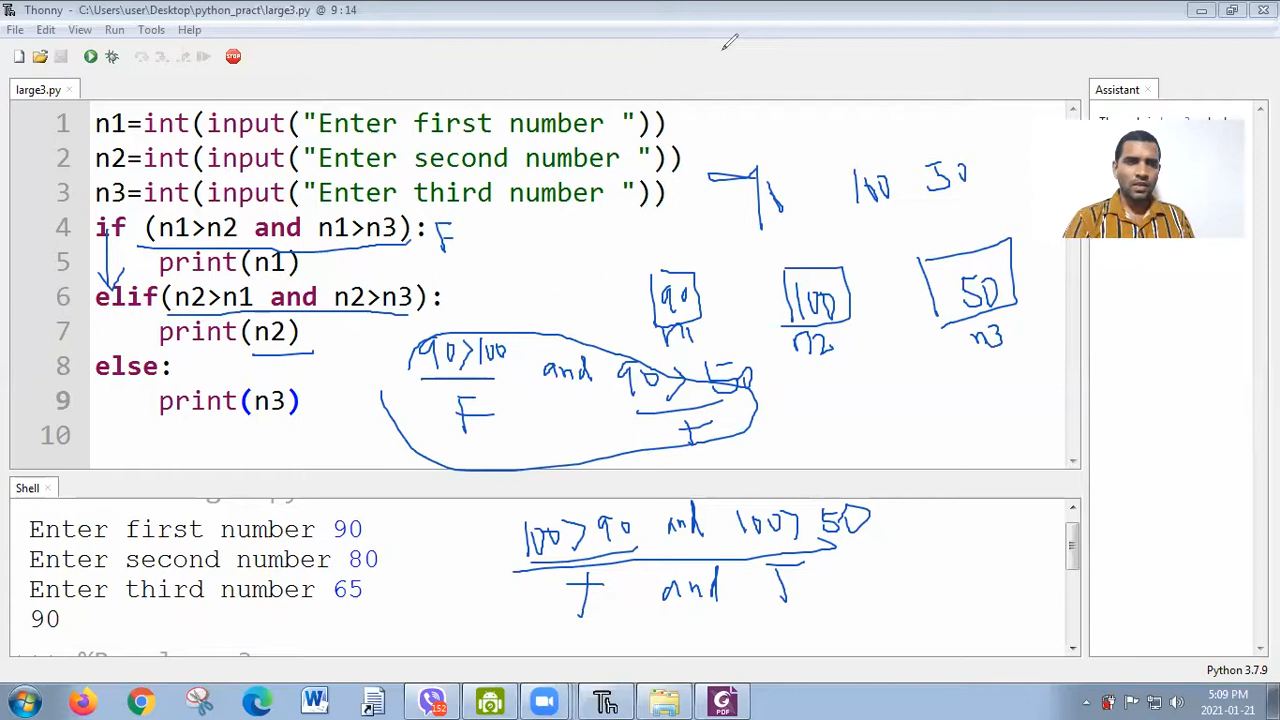 Thonny - C:\Users\user\Desktop\python_pract\large3.py @ 9:14
File Edit View Run Tools Help
STOP
large3.py ×
Assistant ×
1 n1=int(input("Enter first number "))
2 n2=int(input("Enter second number "))
3 n3=int(input("Enter third number "))
100 50
4 if (n1>n2 and n1>n3): F
5 print(n1)
6 elif(n2>n1 and n2>n3):
90 100 50
n1 n2 n3
7 print(n2)
8 else:
90>100 and 90>50
9 print(n3)
F T
10
Shell ×
Enter first number 90
100>90 and 100>50
Enter second number 80
Enter third number 65
T and T
90
Python 3.7.9
152
PDF
5:09 PM
2021-01-21